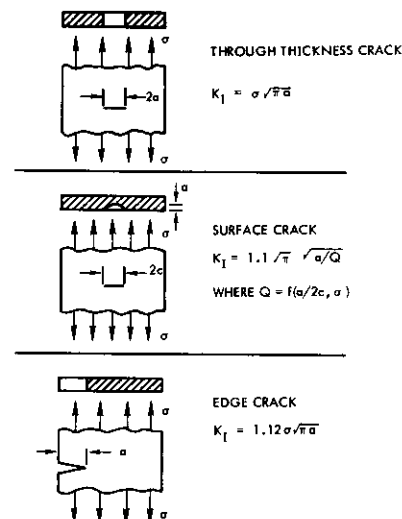 σ
THROUGH THICKNESS CRACK
2a
K_I = σ√πa
σ
a
σ
SURFACE CRACK
K_I = 1.1 √π √a/Q
2c
WHERE Q = f(a/2c, σ)
σ
σ
EDGE CRACK
a
K_I = 1.12σ√πa
σ